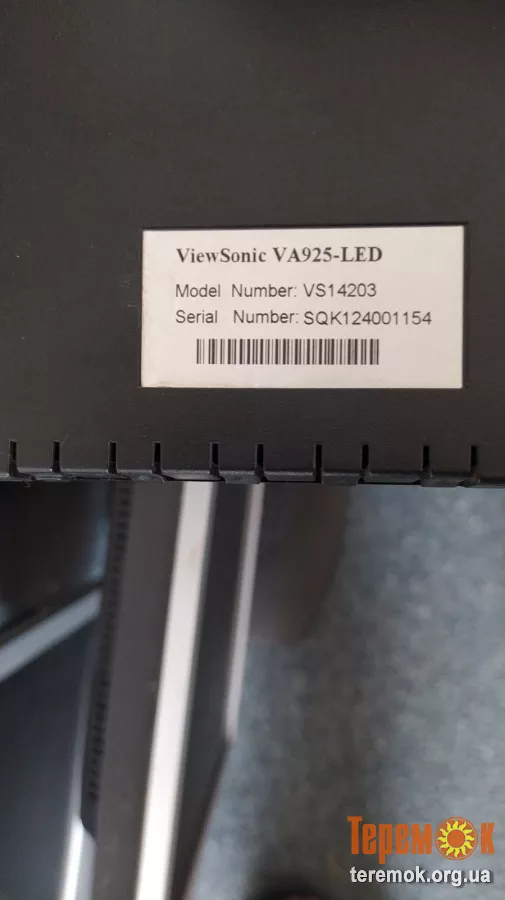 ViewSonic VA925-LED
Model Number: VS14203
Serial Number: SQK124001154
Теремок
teremok.org.ua